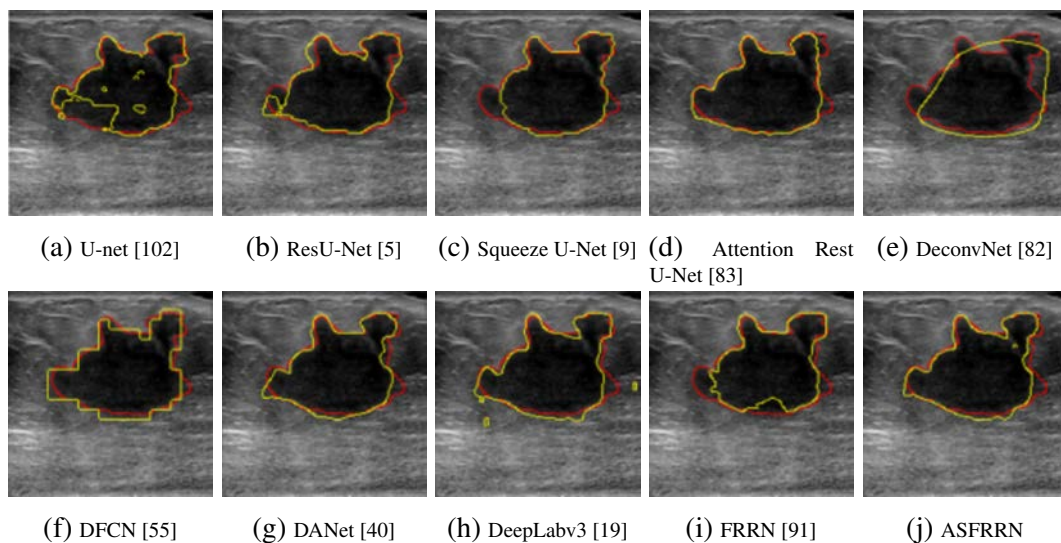 (a) U-net [102]
(b) ResU-Net [5]
(c) Squeeze U-Net [9]
(d) Attention Rest
U-Net [83]
(e) DeconvNet [82]
(f) DFCN [55]
(g) DANet [40]
(h) DeepLabv3 [19]
(i) FRRN [91]
(j) ASFRRN